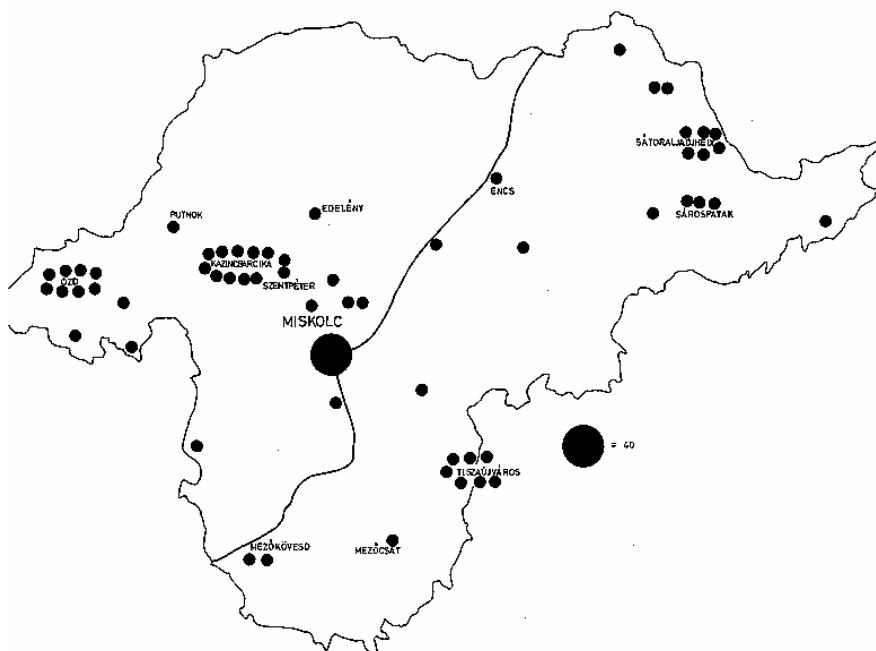 SÁTORALJAÚJHELY
ENCS
EDELÉNY
PUTNOK
SÁROSPATAK
KAZINCBARCIKA
ÓZD
SZENTPÉTER
MISKOLC
= 40
TISZAÚJVÁROS
MEZŐKÖVESD
MEZŐCSÁT